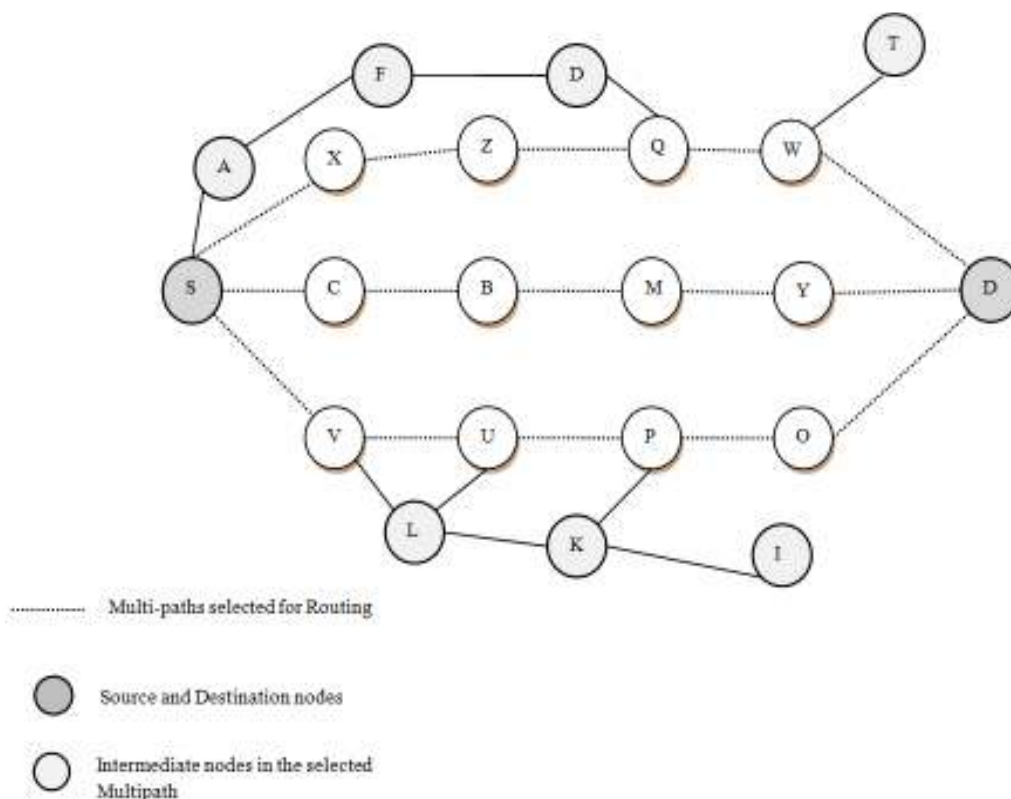 T
F
D
A
X
Z
Q
W
S
C
B
M
Y
D
V
U
P
O
L
K
I
Multi-paths selected for Routing
Source and Destination nodes
Intermediate nodes in the selected
Multipath